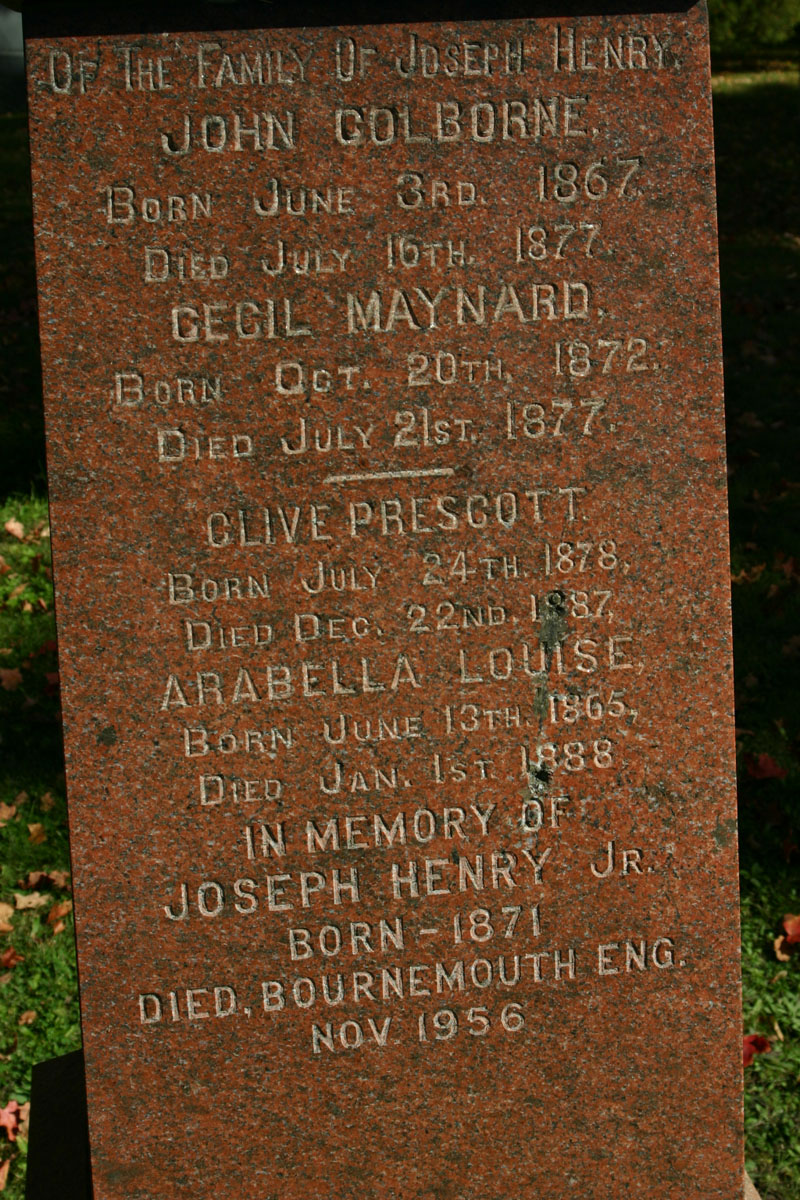 OF THE FAMILY OF JOSEPH HENRY.
JOHN COLBORNE.
BORN JUNE 3RD. 1867.
DIED JULY 16TH. 1877.
CECIL MAYNARD.
BORN OCT. 20TH. 1872.
DIED JULY 21ST. 1877.
CLIVE PRESCOTT.
BORN JULY 24TH. 1878,
DIED DEC. 22ND. 1887,
ARABELLA LOUISE,
BORN JUNE 13TH. 1865,
DIED JAN. 1ST. 1888
IN MEMORY OF
JOSEPH HENRY JR.
BORN - 1871
DIED, BOURNEMOUTH ENG.
NOV. 1956